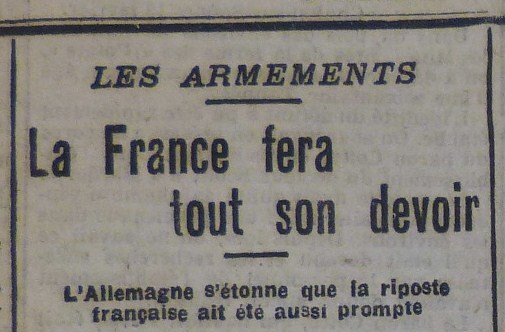 LES ARMEMENTS
La France fera
tout son devoir
L'Allemagne s'étonne que la riposte
française ait été aussi prompte